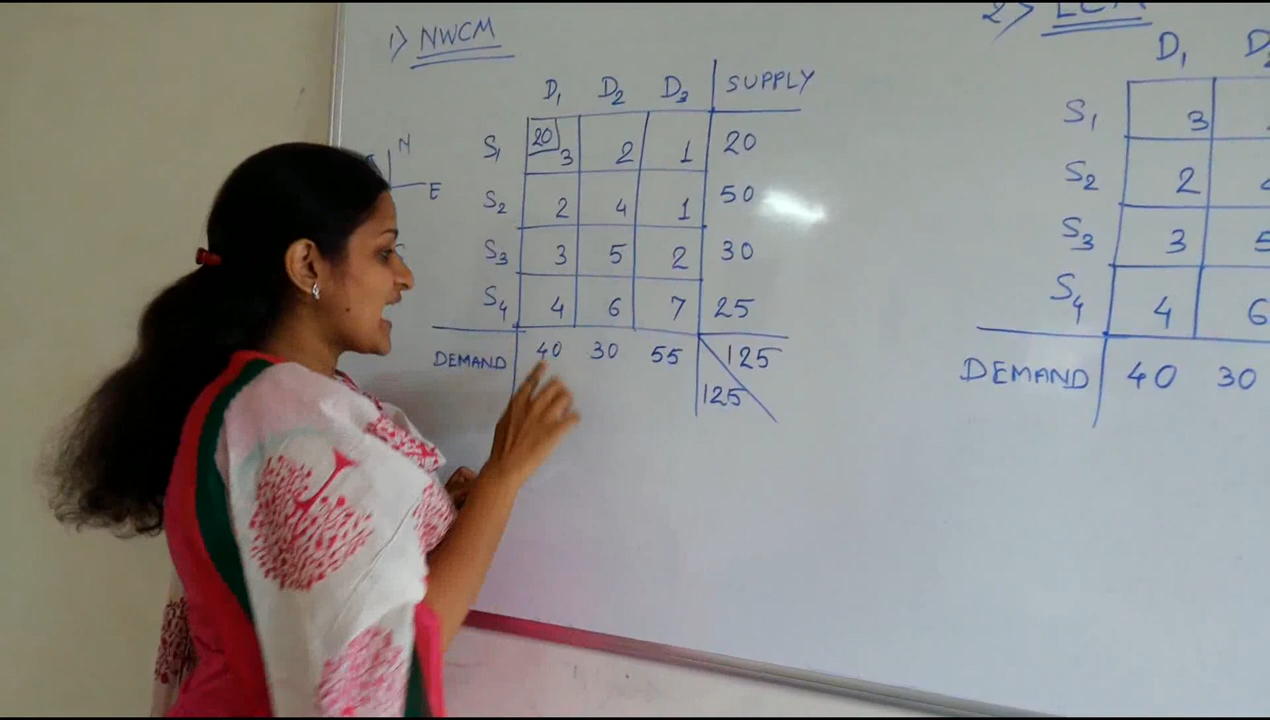 1) NWCM
N
E
D1 D2 D3 SUPPLY
S1 20 3 2 1 20
S2 2 4 1 50
S3 3 5 2 30
S4 4 6 7 25
DEMAND 40 30 55 125
125
2)
D1
S1 3
S2 2
S3 3 5
S4 4 6
DEMAND 40 30